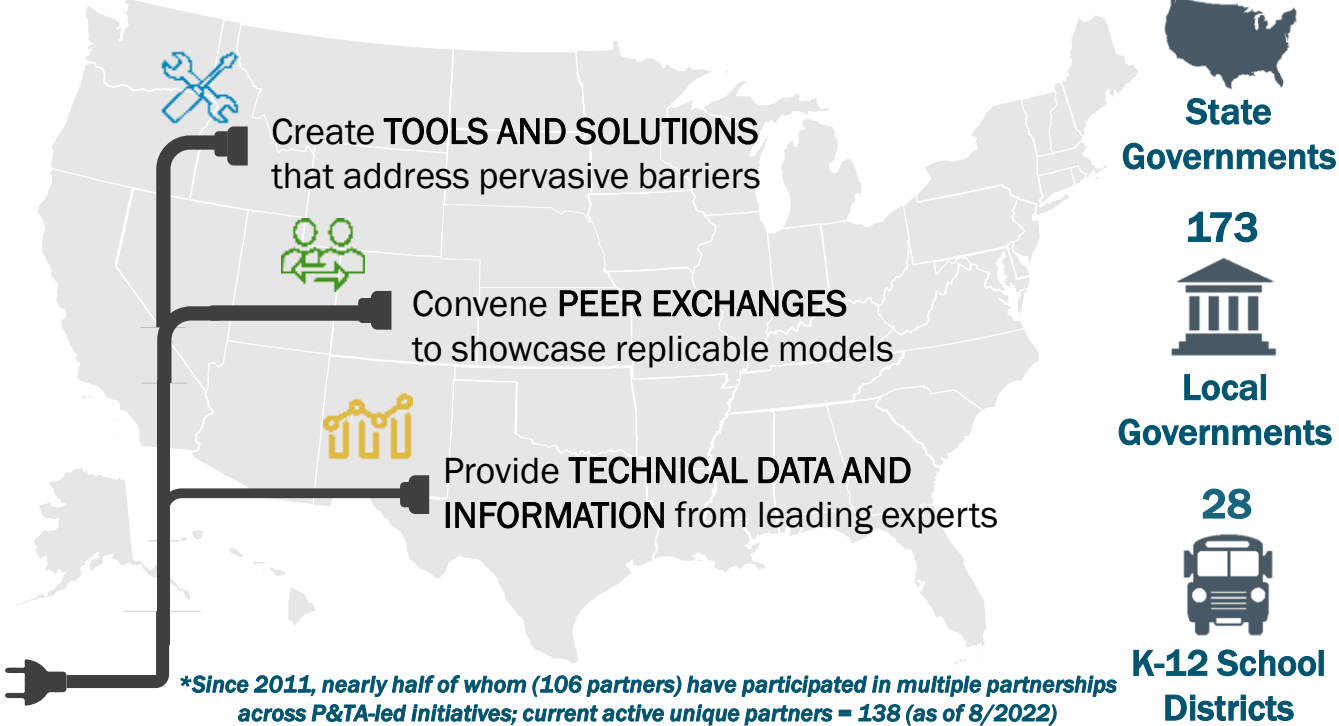 Create TOOLS AND SOLUTIONS
that address pervasive barriers
Convene PEER EXCHANGES
to showcase replicable models
Provide TECHNICAL DATA AND
INFORMATION from leading experts
*Since 2011, nearly half of whom (106 partners) have participated in multiple partnerships
across P&TA-led initiatives; current active unique partners = 138 (as of 8/2022)
State
Governments
173
Local
Governments
28
K-12 School
Districts